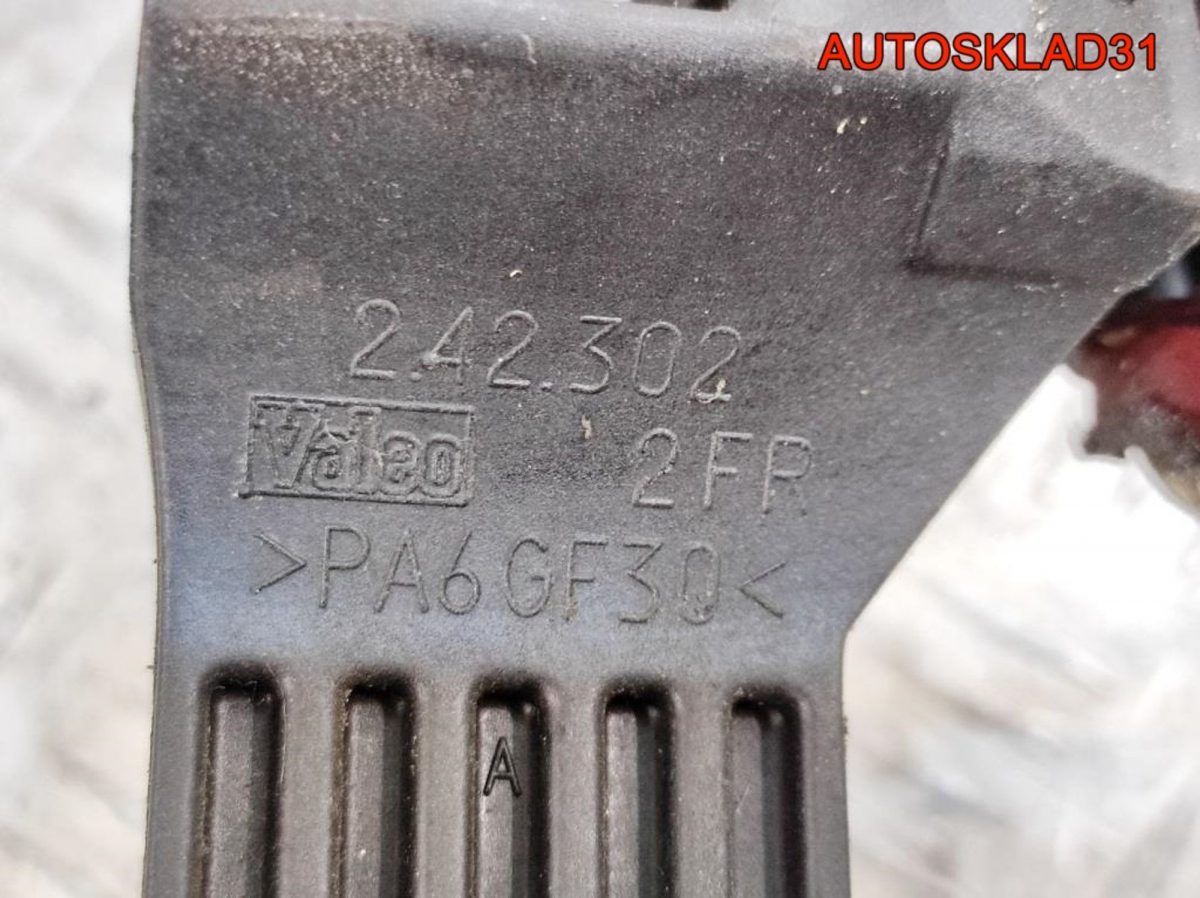 AUTOSKLAD31
2.42.302
Valeo
2FR
>PA6GF30<
A